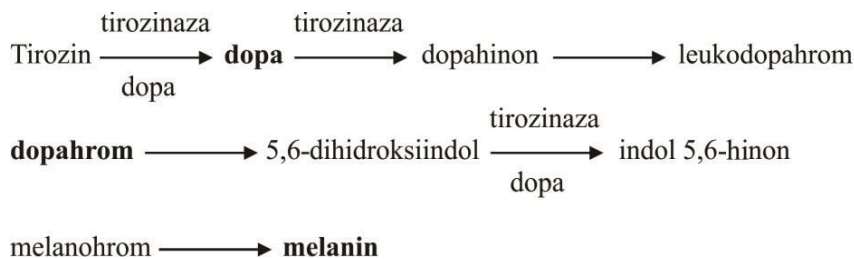 tirozinaza tirozinaza
Tirozin dopa dopahinon leukodopahrom
dopa
tirozinaza
dopahrom 5,6-dihidroksiindol indol 5,6-hinon
dopa
melanohrom melanin